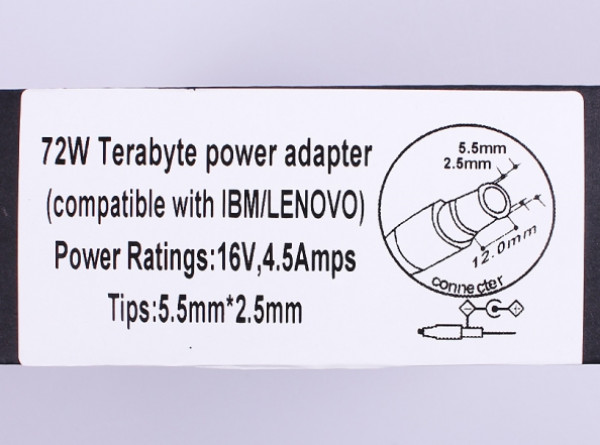 72W Terabyte power adapter
(compatible with IBM/LENOVO)
Power Ratings:16V,4.5Amps
Tips:5.5mm*2.5mm
5.5mm
2.5mm
12.0mm
connecter